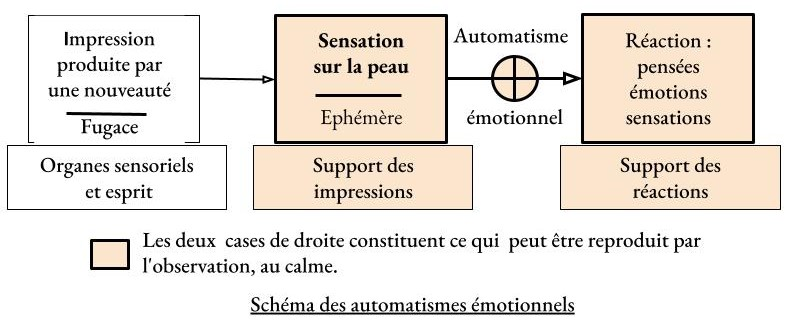 Impression
produite par
une nouveauté
Fugace
Organes sensoriels
et esprit
Sensation
sur la peau
Ephémère
Support des
impressions
Automatisme
émotionnel
Réaction :
pensées
émotions
sensations
Support des
réactions
Les deux cases de droite constituent ce qui peut être reproduit par
l'observation, au calme.
Schéma des automatismes émotionnels